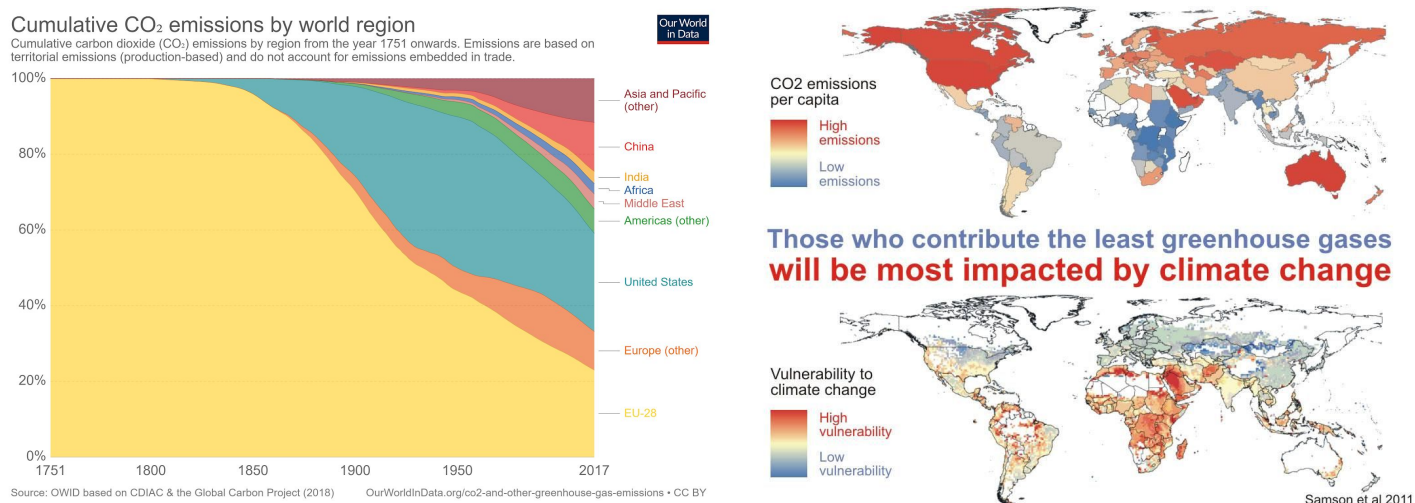 Cumulative CO₂ emissions by world region
Cumulative carbon dioxide (CO₂) emissions by region from the year 1751 onwards. Emissions are based on
territorial emissions (production-based) and do not account for emissions embedded in trade.
Our World
in Data
100%
80%
60%
40%
20%
0%
1751
1800
1850
1900
1950
2017
Asia and Pacific
(other)
China
India
Africa
Middle East
Americas (other)
United States
Europe (other)
EU-28
Source: OWID based on CDIAC & the Global Carbon Project (2018)
OurWorldInData.org/co2-and-other-greenhouse-gas-emissions • CC BY
CO2 emissions
per capita
High
emissions
Low
emissions
Those who contribute the least greenhouse gases
will be most impacted by climate change
Vulnerability to
climate change
High
vulnerability
Low
vulnerability
Samson et al 2011